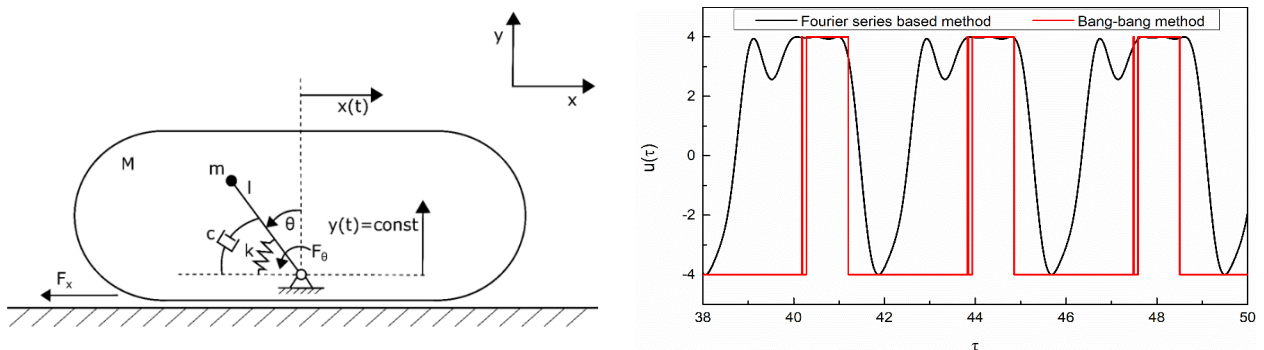 y
x
x(t)
M
m
l
θ
y(t)=const
c
k
F_θ
F_x
Fourier series based method
Bang-bang method
4
2
0
-2
-4
u(τ)
38 40 42 44 46 48 50
τ